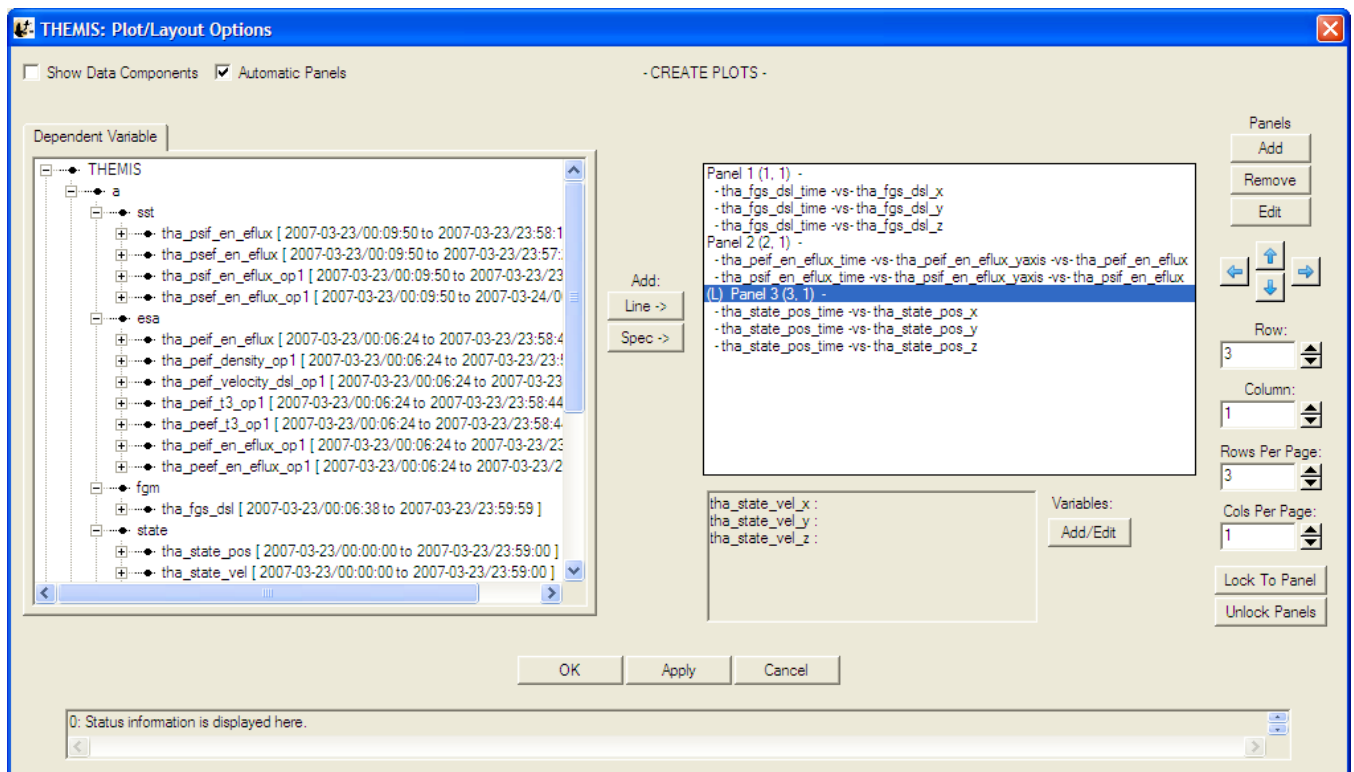 THEMIS: Plot/Layout Options
Show Data Components
Automatic Panels
- CREATE PLOTS -
Dependent Variable
THEMIS
a
sst
tha_psif_en_eflux [ 2007-03-23/00:09:50 to 2007-03-23/23:58:1
tha_psef_en_eflux [ 2007-03-23/00:09:50 to 2007-03-23/23:57:
tha_psif_en_eflux_op1 [ 2007-03-23/00:09:50 to 2007-03-23/23
tha_psef_en_eflux_op1 [ 2007-03-23/00:09:50 to 2007-03-24/0
esa
tha_peif_en_eflux [ 2007-03-23/00:06:24 to 2007-03-23/23:58:4
tha_peif_density_op1 [ 2007-03-23/00:06:24 to 2007-03-23/23:5
tha_peif_velocity_dsl_op1 [ 2007-03-23/00:06:24 to 2007-03-23
tha_peif_t3_op1 [ 2007-03-23/00:06:24 to 2007-03-23/23:58:44
tha_peef_t3_op1 [ 2007-03-23/00:06:24 to 2007-03-23/23:58:4
tha_peif_en_eflux_op1 [ 2007-03-23/00:06:24 to 2007-03-23/23
tha_peef_en_eflux_op1 [ 2007-03-23/00:06:24 to 2007-03-23/2
fgm
tha_fgs_dsl [ 2007-03-23/00:06:38 to 2007-03-23/23:59:59 ]
state
tha_state_pos [ 2007-03-23/00:00:00 to 2007-03-23/23:59:00 ]
tha_state_vel [ 2007-03-23/00:00:00 to 2007-03-23/23:59:00 ]
Add:
Line ->
Spec ->
Panel 1 (1, 1) -
- tha_fgs_dsl_time -vs- tha_fgs_dsl_x
- tha_fgs_dsl_time -vs- tha_fgs_dsl_y
- tha_fgs_dsl_time -vs- tha_fgs_dsl_z
Panel 2 (2, 1) -
- tha_peif_en_eflux_time -vs- tha_peif_en_eflux_yaxis -vs- tha_peif_en_eflux
- tha_psif_en_eflux_time -vs- tha_psif_en_eflux_yaxis -vs- tha_psif_en_eflux
(L) Panel 3 (3, 1) -
- tha_state_pos_time -vs- tha_state_pos_x
- tha_state_pos_time -vs- tha_state_pos_y
- tha_state_pos_time -vs- tha_state_pos_z
tha_state_vel_x :
tha_state_vel_y :
tha_state_vel_z :
Variables:
Add/Edit
Panels
Add
Remove
Edit
Row:
3
Column:
1
Rows Per Page:
3
Cols Per Page:
1
Lock To Panel
Unlock Panels
OK
Apply
Cancel
0: Status information is displayed here.